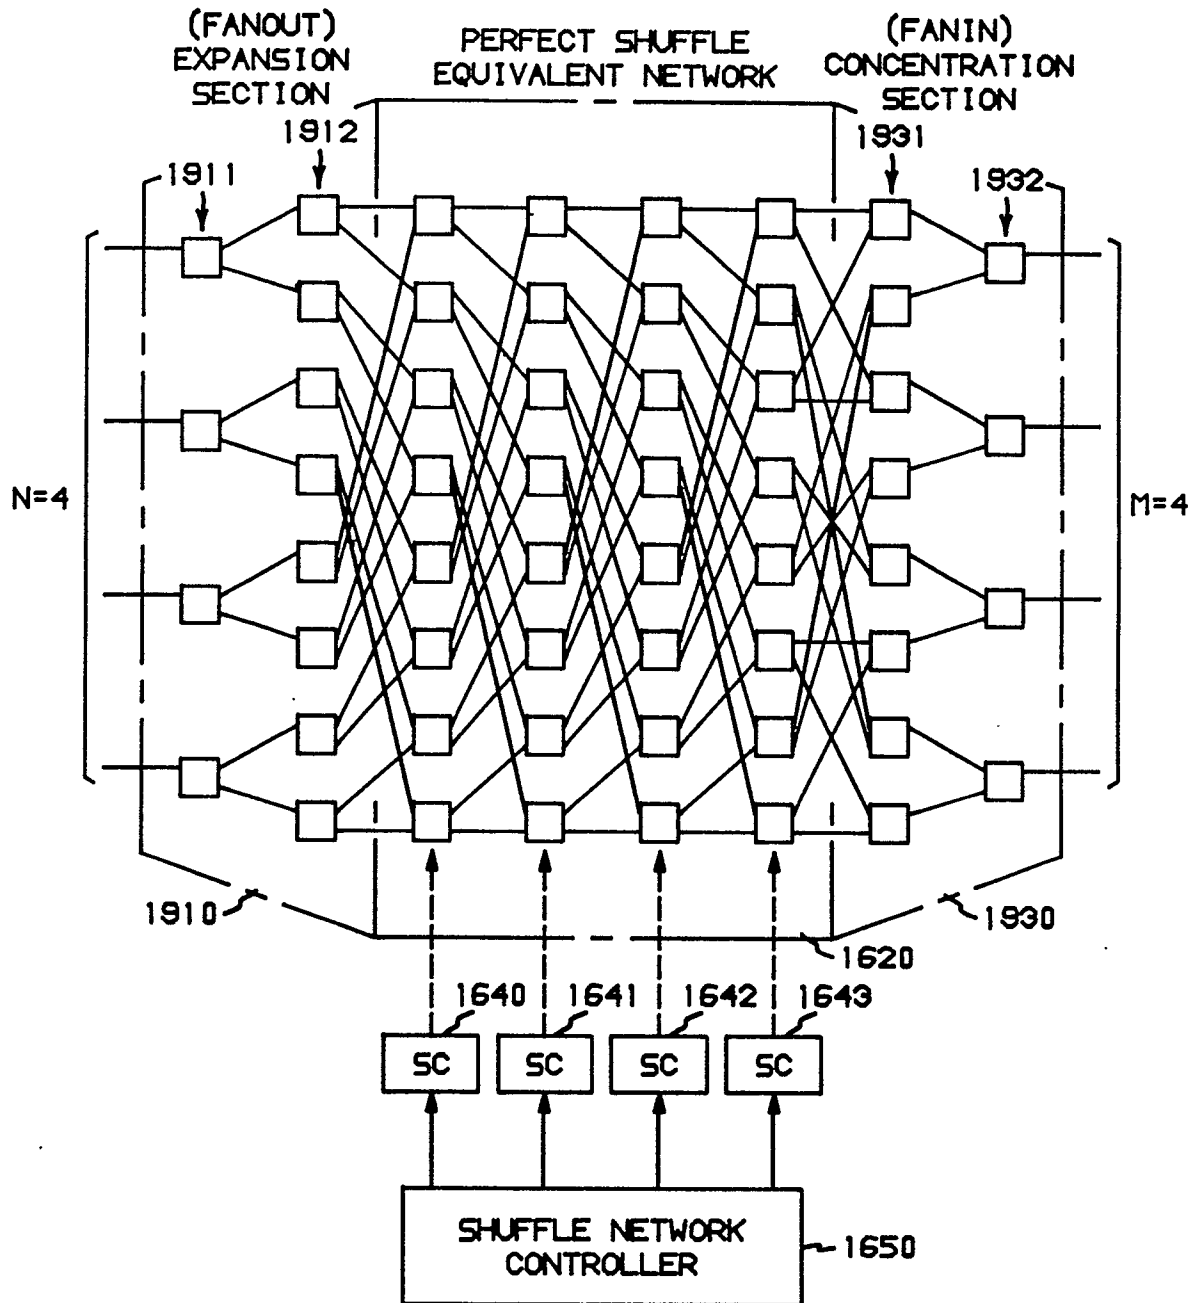 (FANOUT)
EXPANSION
SECTION
PERFECT SHUFFLE
EQUIVALENT NETWORK
(FANIN)
CONCENTRATION
SECTION
1911
1912
1931
1932
N=4
M=4
1910
1930
1620
1640
1641
1642
1643
SC
SC
SC
SC
SHUFFLE NETWORK
CONTROLLER
1650